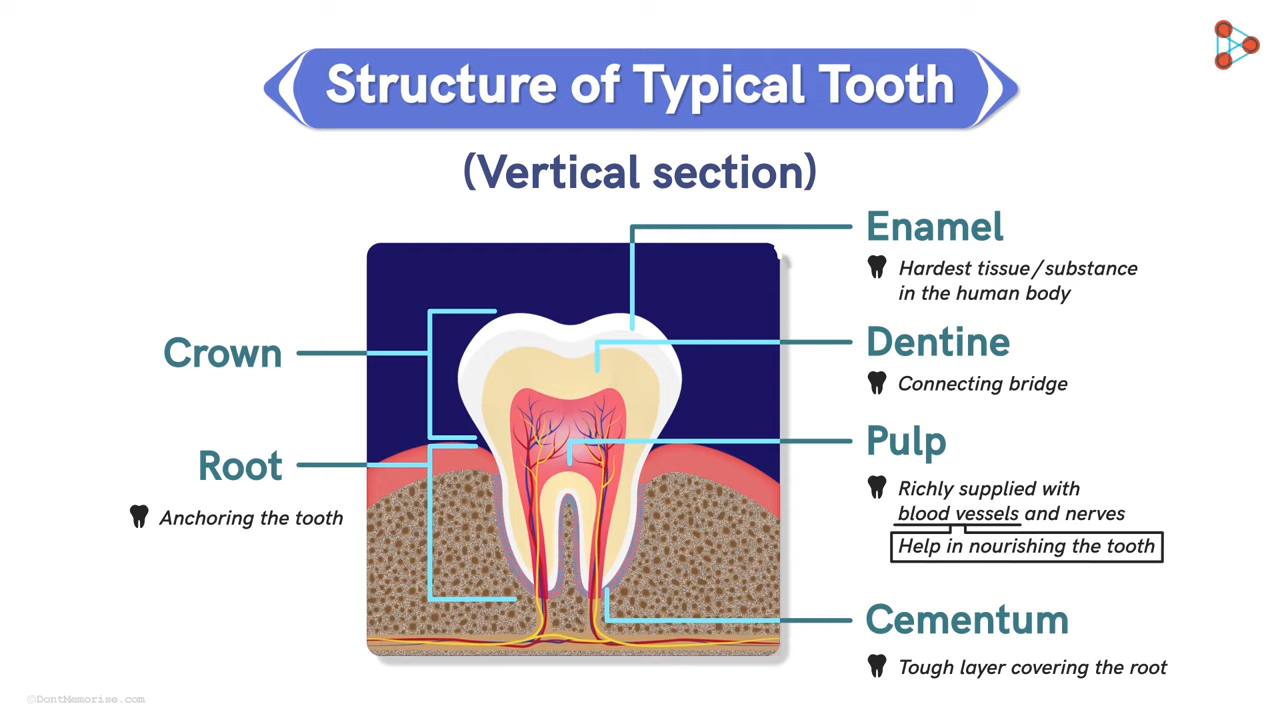 Structure of Typical Tooth
(Vertical section)
Crown
Root
Anchoring the tooth
Enamel
Hardest tissue/substance
in the human body
Dentine
Connecting bridge
Pulp
Richly supplied with
blood vessels and nerves
Help in nourishing the tooth
Cementum
Tough layer covering the root
©DontMemorise.com